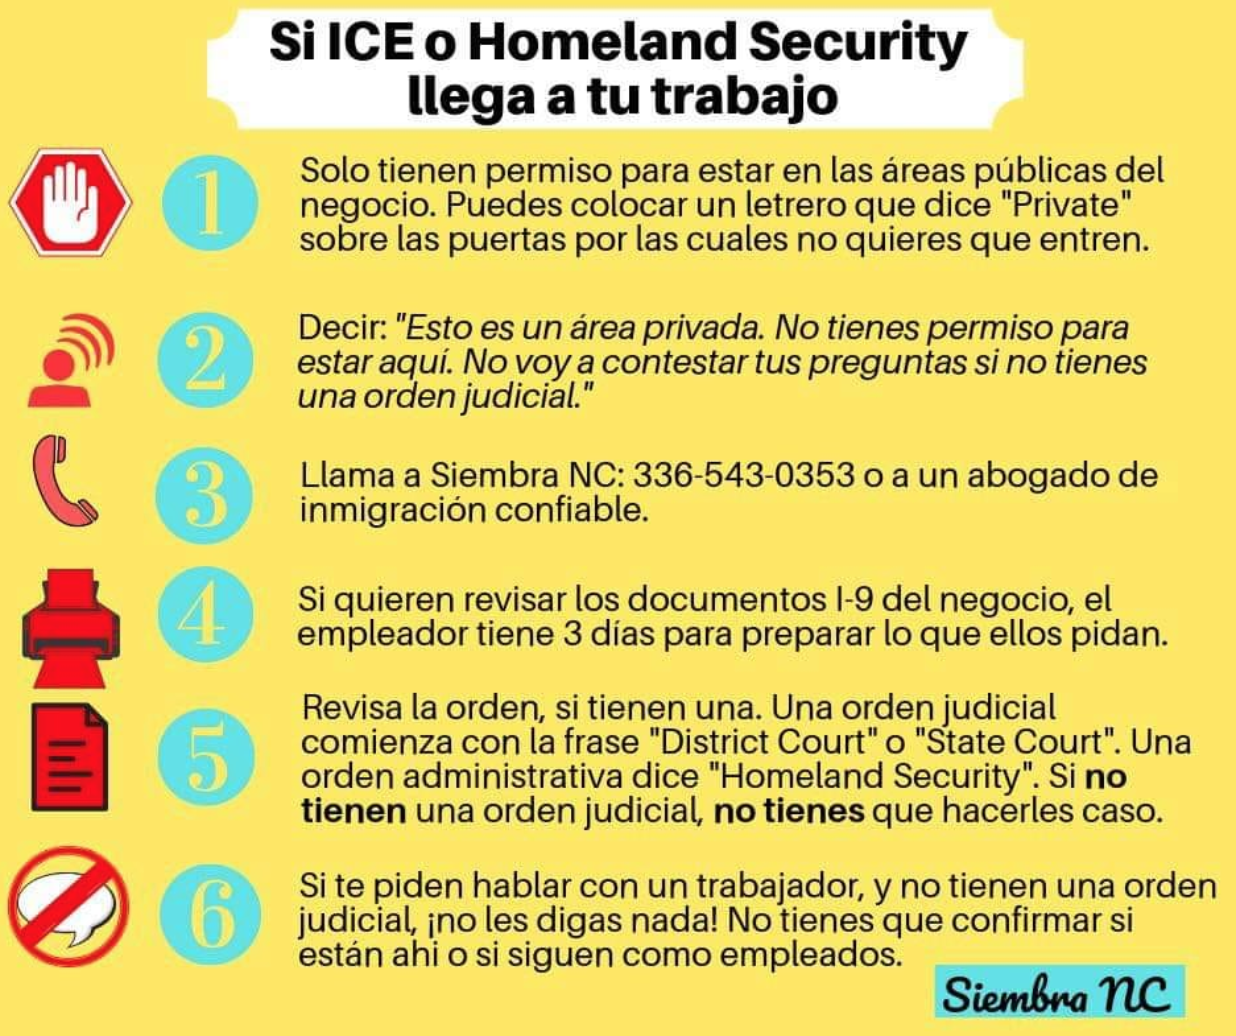 Si ICE o Homeland Security
llega a tu trabajo
1
Solo tienen permiso para estar en las áreas públicas del
negocio. Puedes colocar un letrero que dice "Private"
sobre las puertas por las cuales no quieres que entren.
2
Decir: "Esto es un área privada. No tienes permiso para
estar aquí. No voy a contestar tus preguntas si no tienes
una orden judicial."
3
Llama a Siembra NC: 336-543-0353 o a un abogado de
inmigración confiable.
4
Si quieren revisar los documentos I-9 del negocio, el
empleador tiene 3 días para preparar lo que ellos pidan.
5
Revisa la orden, si tienen una. Una orden judicial
comienza con la frase "District Court" o "State Court". Una
orden administrativa dice "Homeland Security". Si no
tienen una orden judicial, no tienes que hacerles caso.
6
Si te piden hablar con un trabajador, y no tienen una orden
judicial, ¡no les digas nada! No tienes que confirmar si
están ahi o si siguen como empleados.
Siembra NC